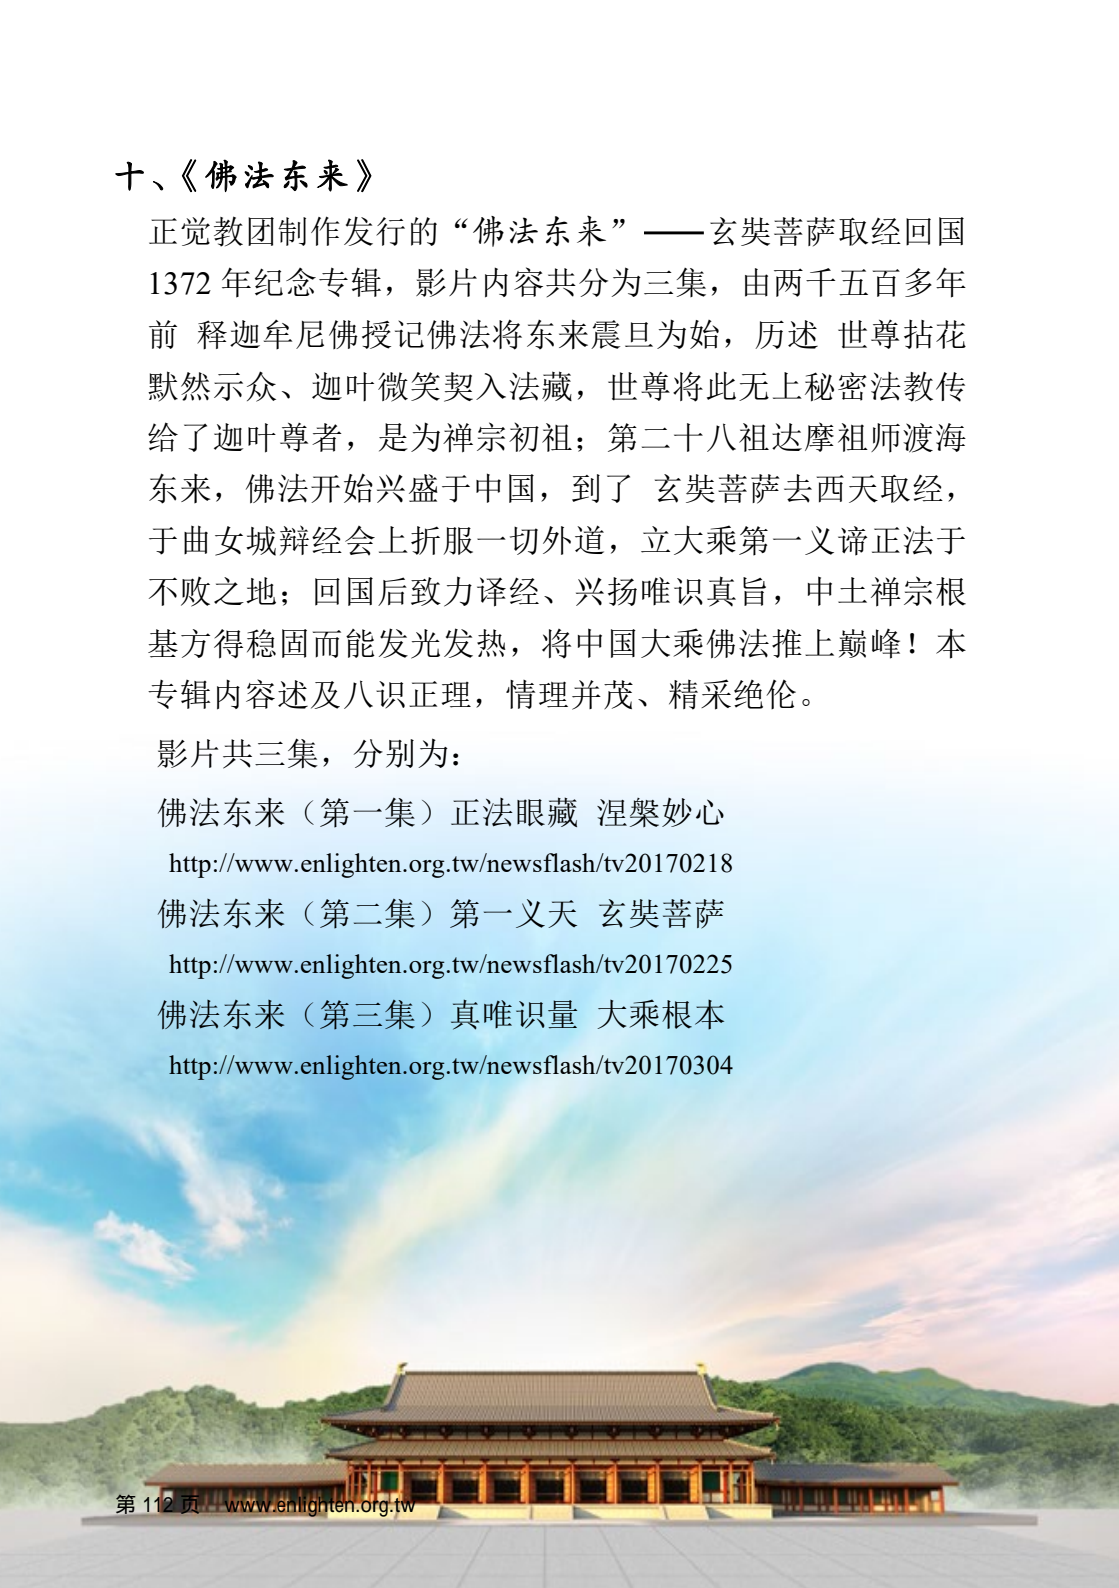 十、《佛法东来》
正觉教团制作发行的“佛法东来”——玄奘菩萨取经回国
1372 年纪念专辑，影片内容共分为三集，由两千五百多年
前 释迦牟尼佛授记佛法将东来震旦为始，历述 世尊拈花
默然示众、迦叶微笑契入法藏，世尊将此无上秘密法教传
给了迦叶尊者，是为禅宗初祖；第二十八祖达摩祖师渡海
东来，佛法开始兴盛于中国，到了 玄奘菩萨去西天取经，
于曲女城辩经会上折服一切外道，立大乘第一义谛正法于
不败之地；回国后致力译经、兴扬唯识真旨，中土禅宗根
基方得稳固而能发光发热，将中国大乘佛法推上巅峰！本
专辑内容述及八识正理，情理并茂、精采绝伦。
影片共三集，分别为：
佛法东来（第一集）正法眼藏 涅槃妙心
http://www.enlighten.org.tw/newsflash/tv20170218
佛法东来（第二集）第一义天 玄奘菩萨
http://www.enlighten.org.tw/newsflash/tv20170225
佛法东来（第三集）真唯识量 大乘根本
http://www.enlighten.org.tw/newsflash/tv20170304
第 112 页 www.enlighten.org.tw